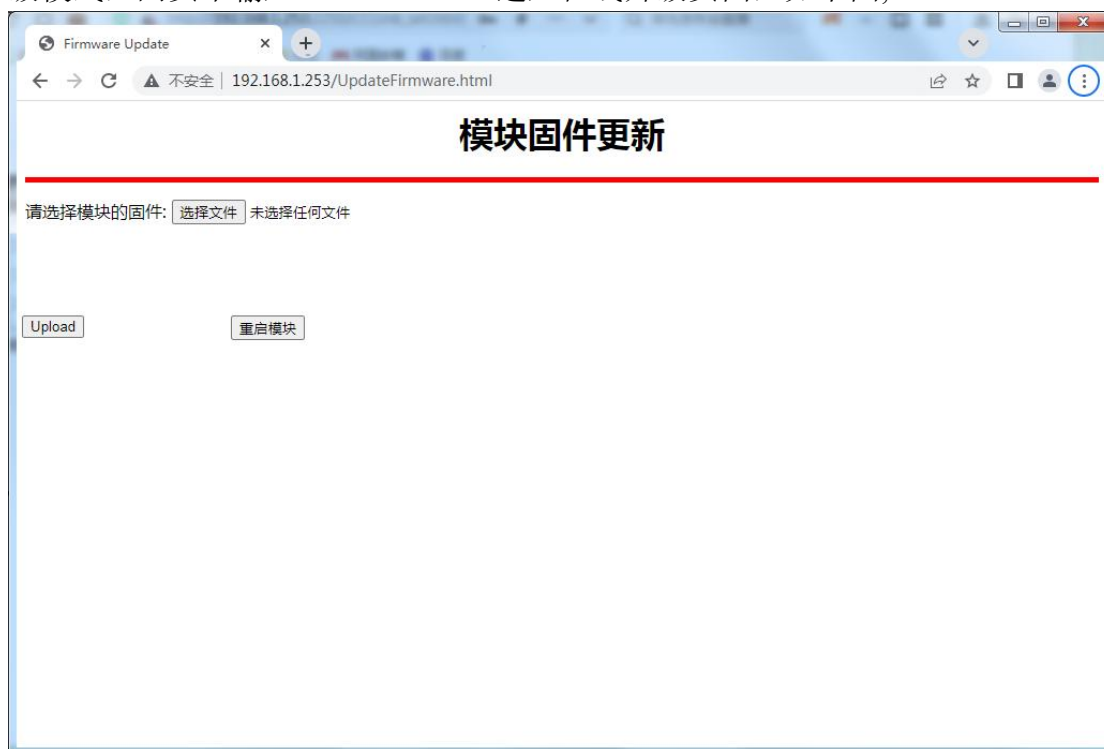 Firmware Update
不安全 | 192.168.1.253/UpdateFirmware.html
模块固件更新
请选择模块的固件: 选择文件 未选择任何文件
Upload 重启模块